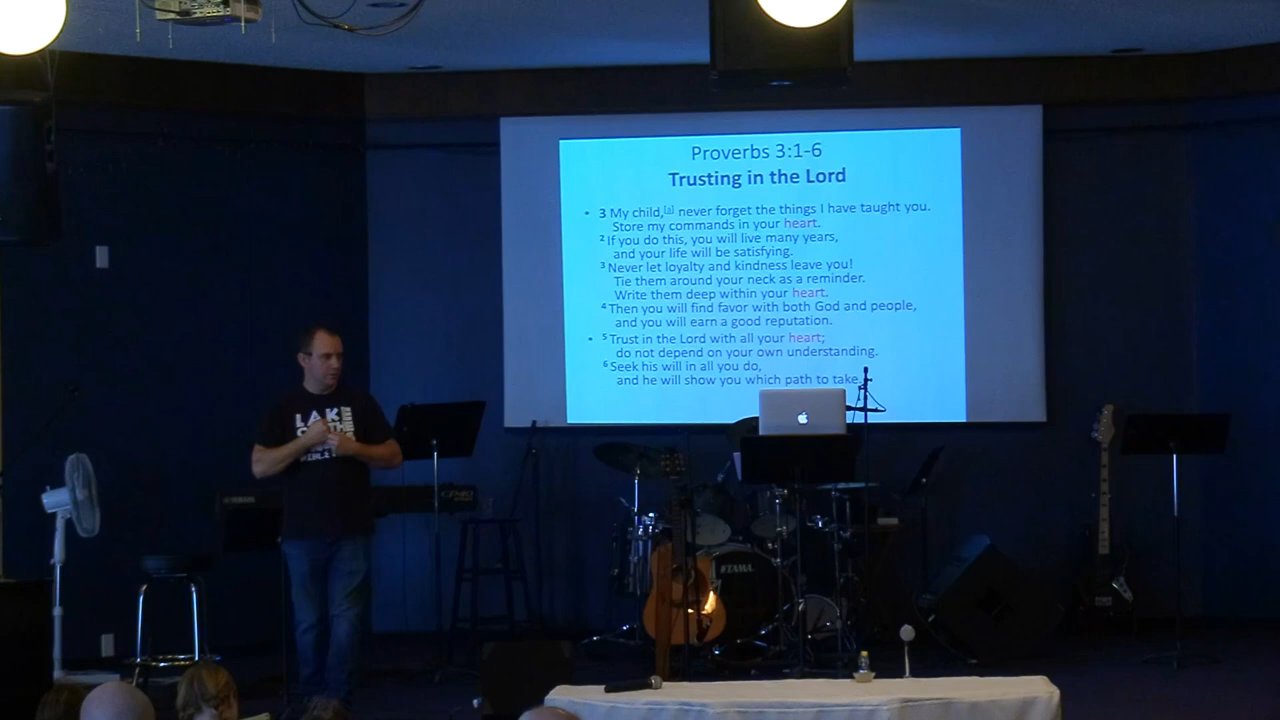 Proverbs 3:1-6
Trusting in the Lord
• 3 My child,[a] never forget the things I have taught you.
Store my commands in your heart.
2 If you do this, you will live many years,
and your life will be satisfying.
3 Never let loyalty and kindness leave you!
Tie them around your neck as a reminder.
Write them deep within your heart.
4 Then you will find favor with both God and people,
and you will earn a good reputation.
• 5 Trust in the Lord with all your heart;
do not depend on your own understanding.
6 Seek his will in all you do,
and he will show you which path to take.
LAKE
OF THE
YAMAHA
CP40
TAMA